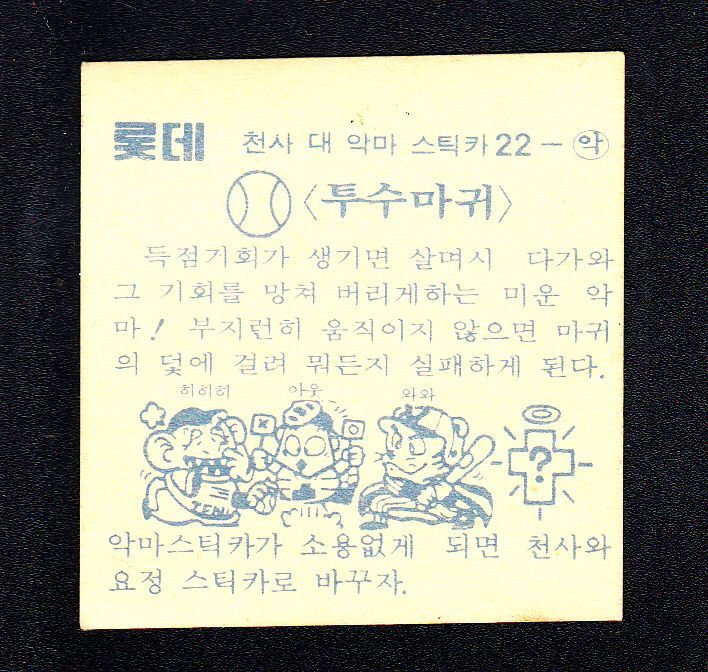 롯데 천사 대 악마 스틱카 22 - 악
〈투수마귀〉
득점기회가 생기면 살며시 다가와
그 기회를 망쳐 버리게하는 미운 악
마! 부지런히 움직이지 않으면 마귀
의 덫에 걸려 뭐든지 실패하게 된다.
히히히 아웃 와와
?
악마스틱카가 소용없게 되면 천사와
요정 스틱카로 바꾸자.